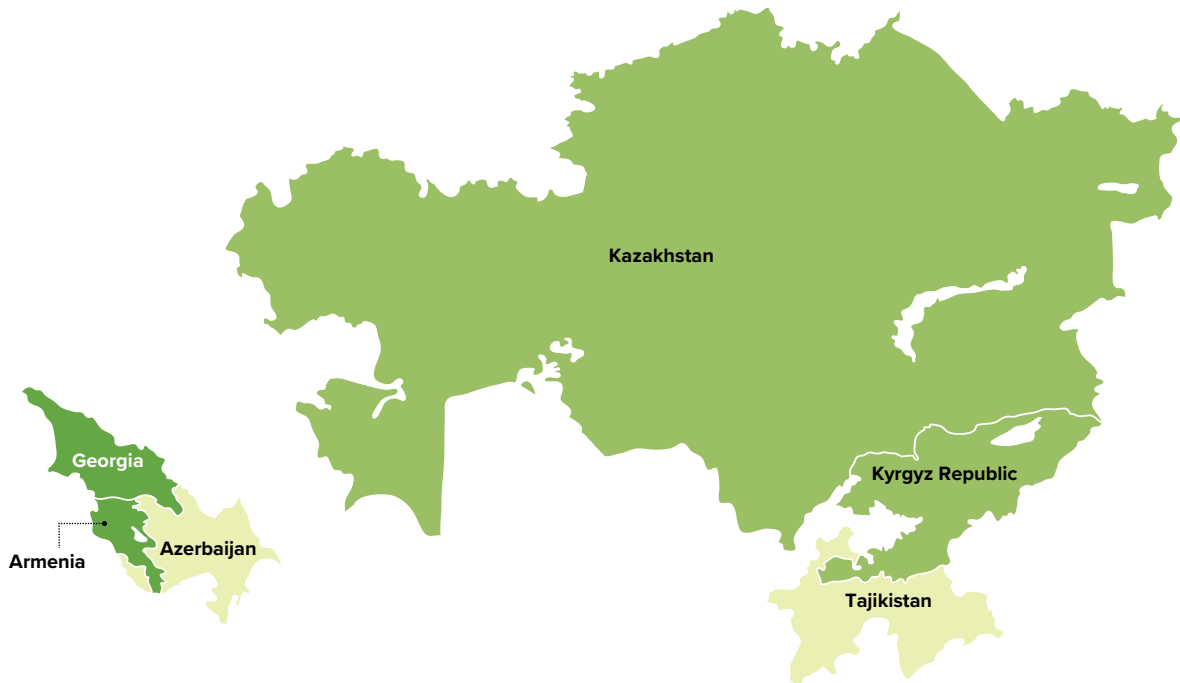 Kazakhstan
Georgia
Kyrgyz Republic
Azerbaijan
Armenia
Tajikistan